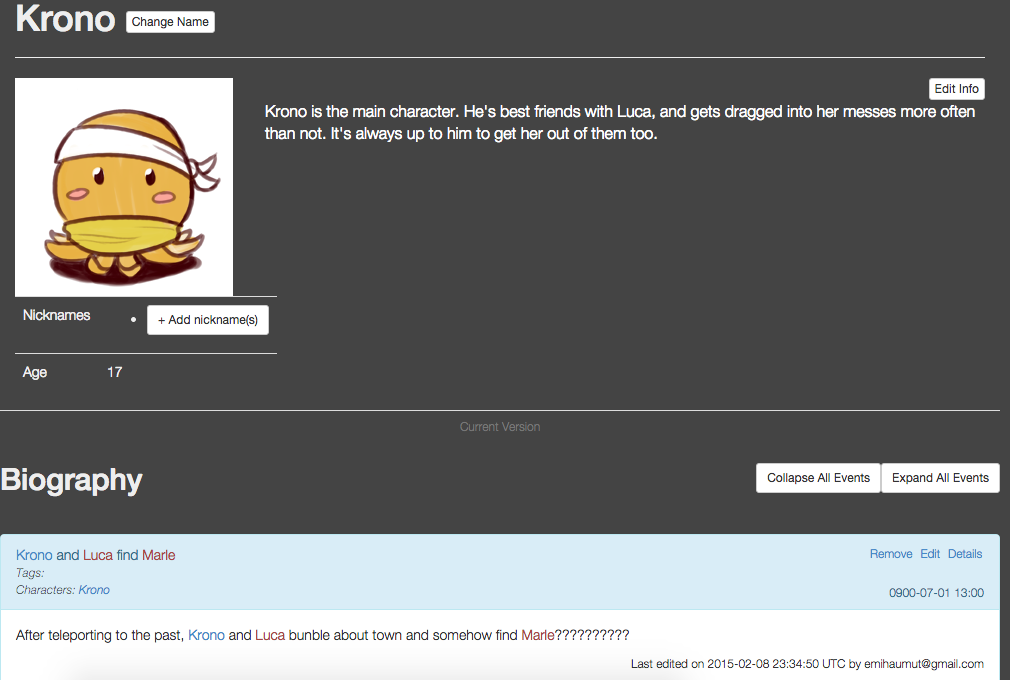 Krono Change Name
Edit Info
Krono is the main character. He's best friends with Luca, and gets dragged into her messes more often
than not. It's always up to him to get her out of them too.
Nicknames • + Add nickname(s)
Age 17
Current Version
Biography Collapse All Events Expand All Events
Krono and Luca find Marle Remove Edit Details
Tags:
Characters: Krono
0900-07-01 13:00
After teleporting to the past, Krono and Luca bunble about town and somehow find Marle??????????
Last edited on 2015-02-08 23:34:50 UTC by emihaumut@gmail.com